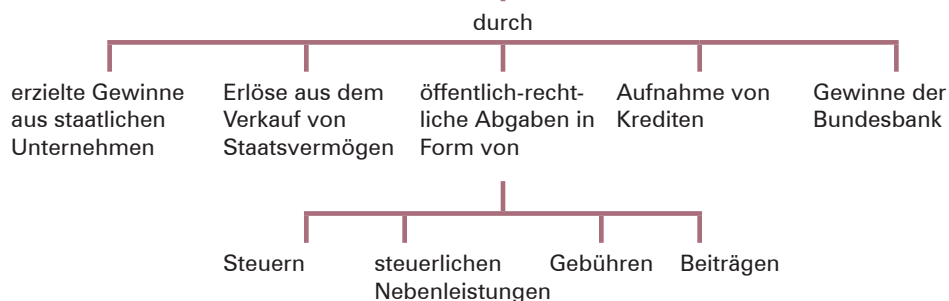 durch
erzielte Gewinne
aus staatlichen
Unternehmen
Erlöse aus dem
Verkauf von
Staatsvermögen
öffentlich-recht-
liche Abgaben in
Form von
Aufnahme von
Krediten
Gewinne der
Bundesbank
Steuern
steuerlichen
Nebenleistungen
Gebühren
Beiträgen